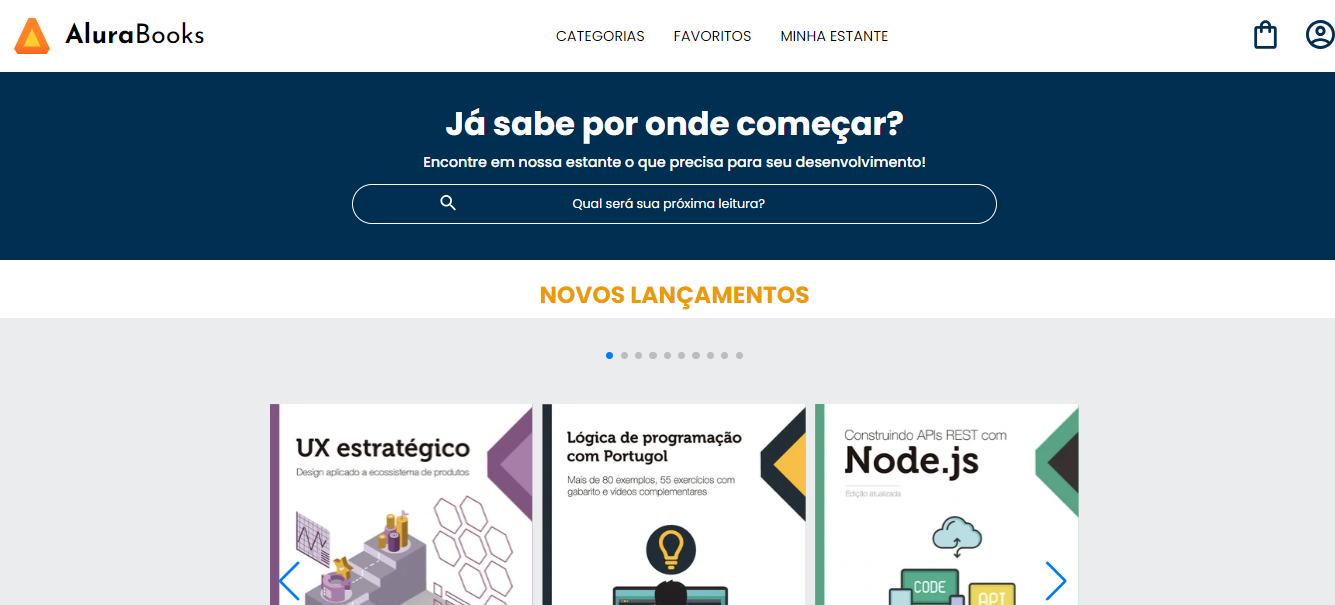 AluraBooks
CATEGORIAS FAVORITOS MINHA ESTANTE
Já sabe por onde começar?
Encontre em nossa estante o que precisa para seu desenvolvimento!
Qual será sua próxima leitura?
NOVOS LANÇAMENTOS
UX estratégico
Design aplicado a ecossistema de produtos
Lógica de programação
com Portugol
Mais de 80 exemplos, 55 exercícios com
gabarito e vídeos complementares
Construindo APIs REST com
Node.js
Edição atualizada
CODE
API